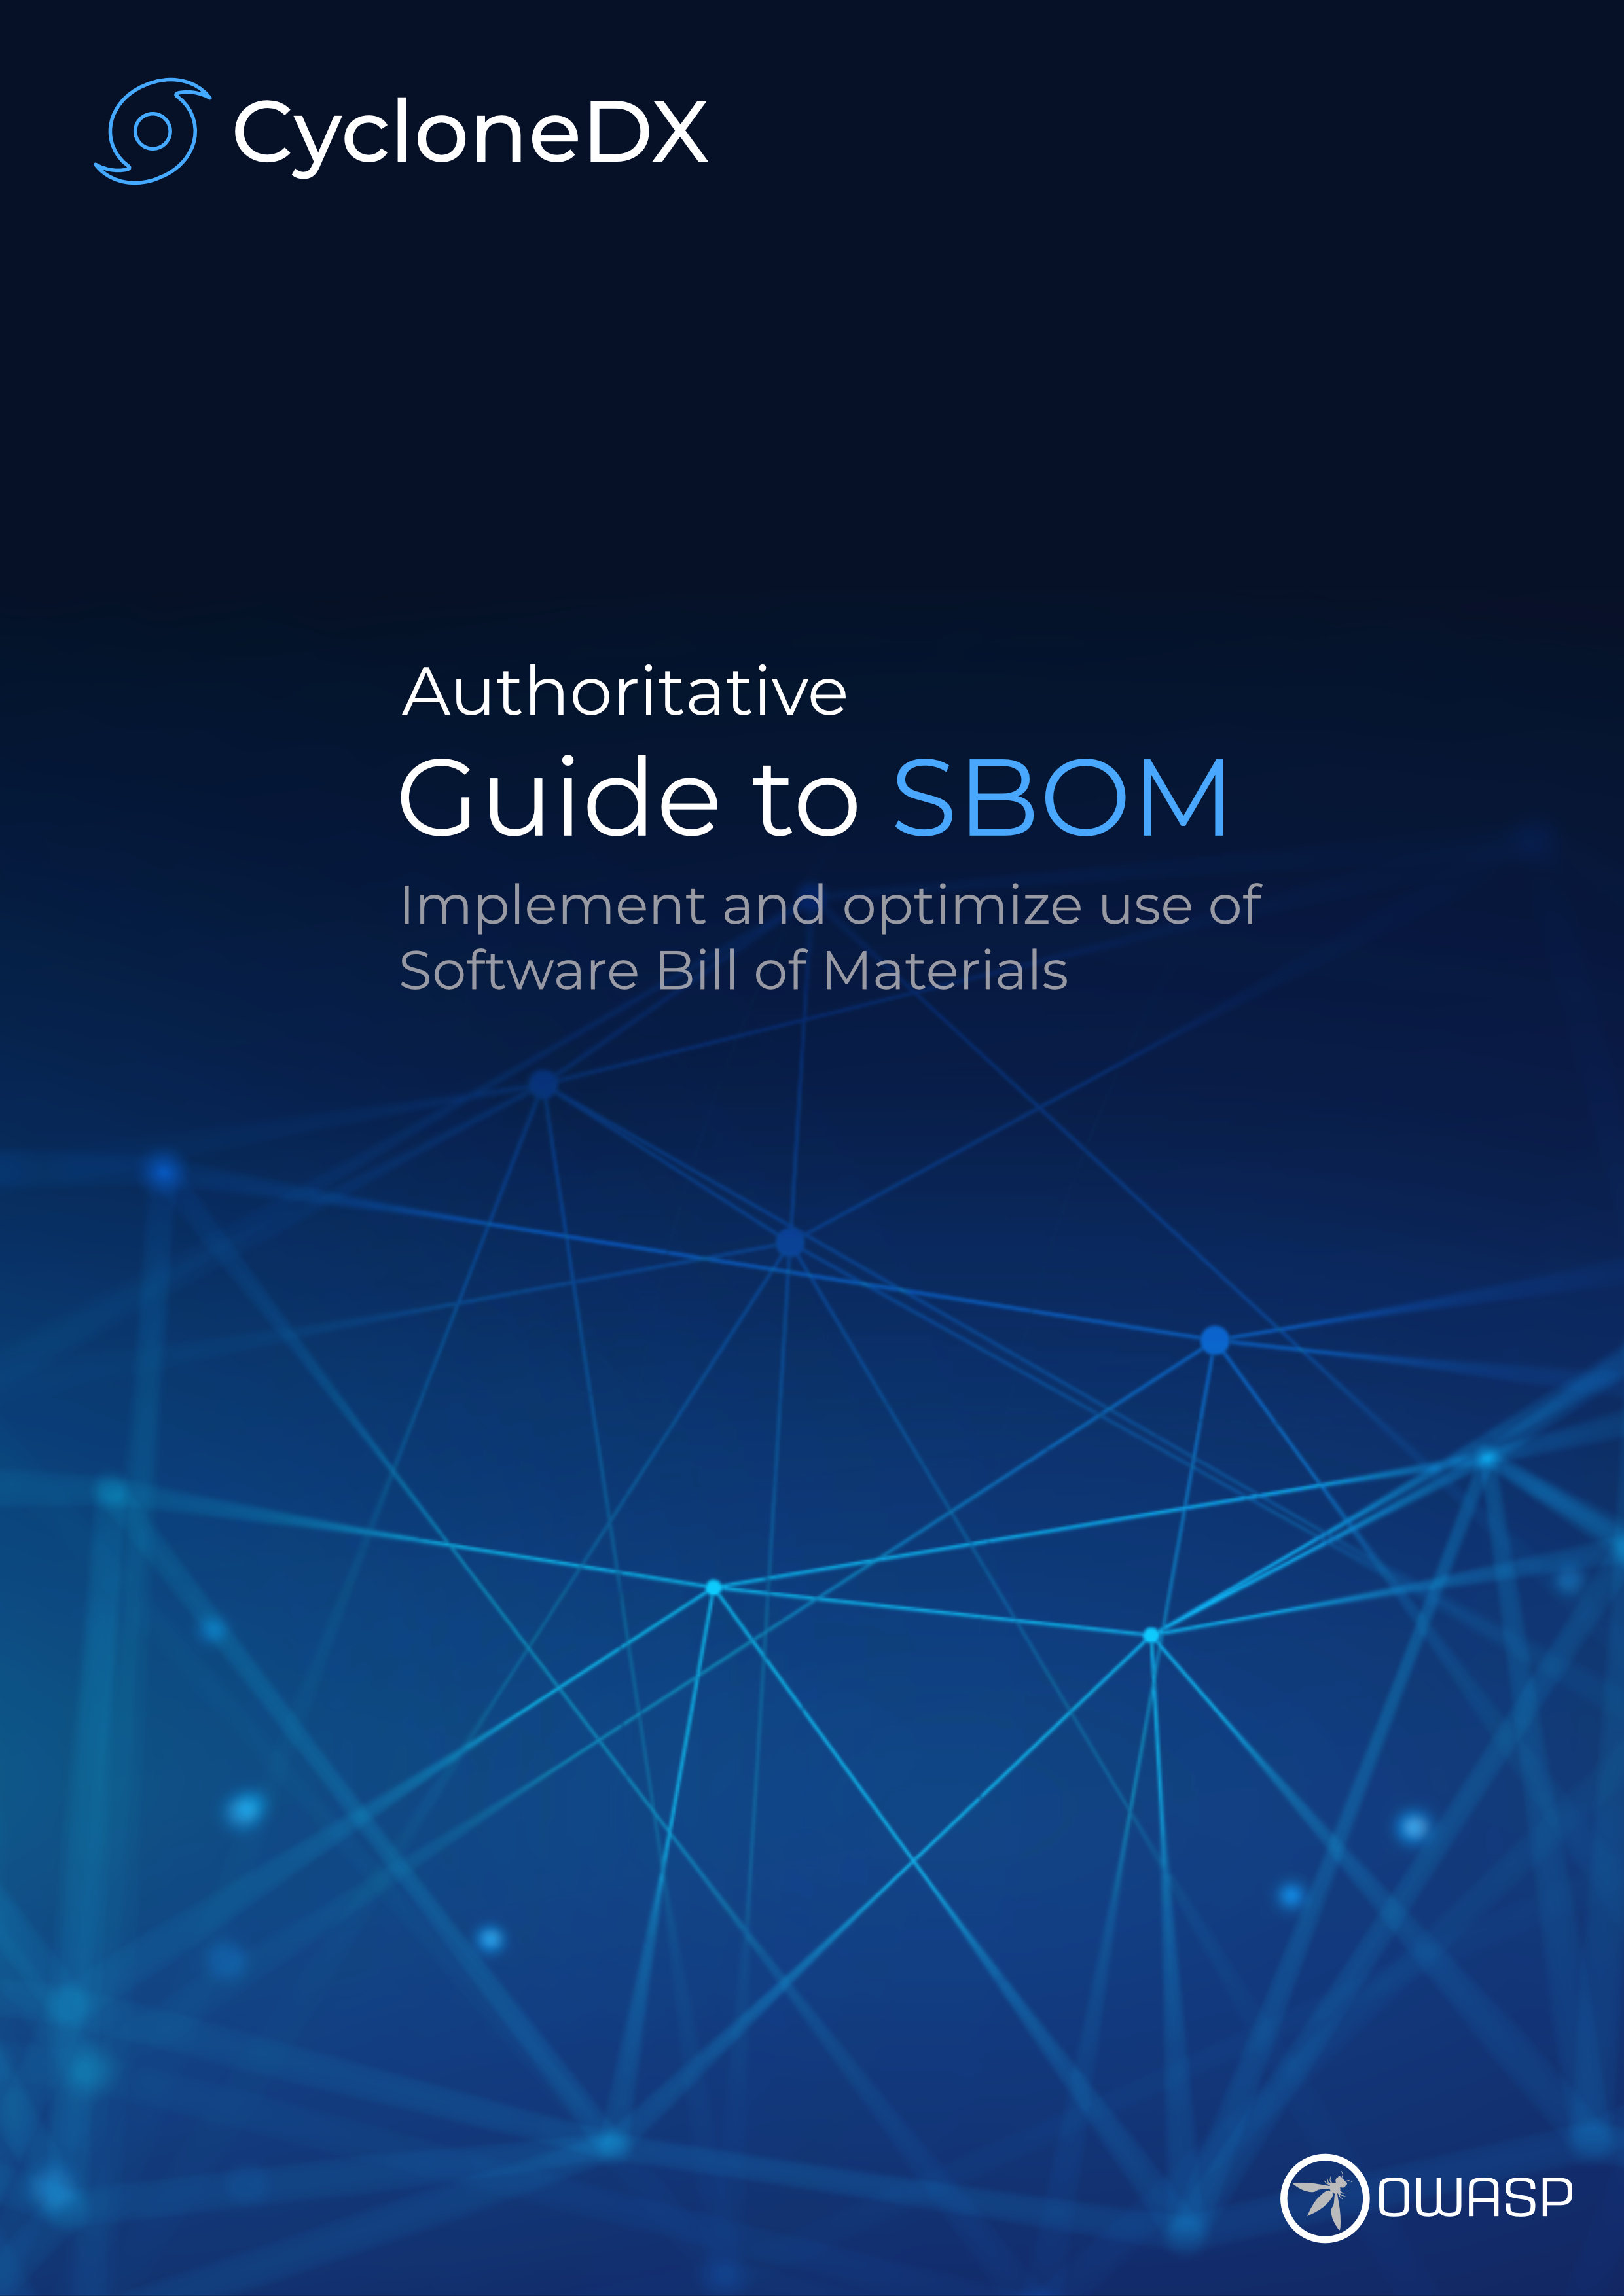 CycloneDX
Authoritative
Guide to SBOM
Implement and optimize use of
Software Bill of Materials
OWASP